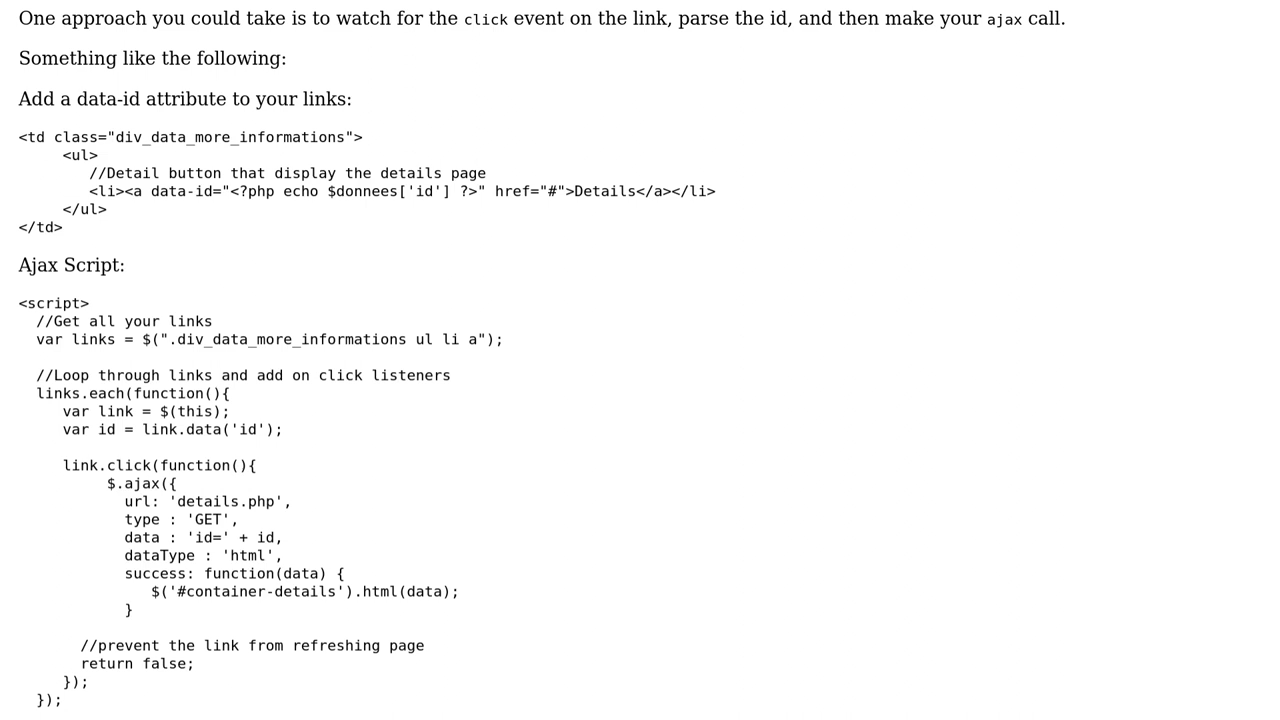 One approach you could take is to watch for the click event on the link, parse the id, and then make your ajax call.
Something like the following:
Add a data-id attribute to your links:
<td class="div_data_more_informations">
     <ul>
        //Detail button that display the details page
        <li><a data-id="<?php echo $donnees['id'] ?>" href="#">Details</a></li>
     </ul>
</td>
Ajax Script:
<script>
  //Get all your links
  var links = $(".div_data_more_informations ul li a");
  //Loop through links and add on click listeners
  links.each(function(){
     var link = $(this);
     var id = link.data('id');
     link.click(function(){
          $.ajax({
            url: 'details.php',
            type : 'GET',
            data : 'id=' + id,
            dataType : 'html',
            success: function(data) {
               $('#container-details').html(data);
            }
       //prevent the link from refreshing page
       return false;
     });
  });